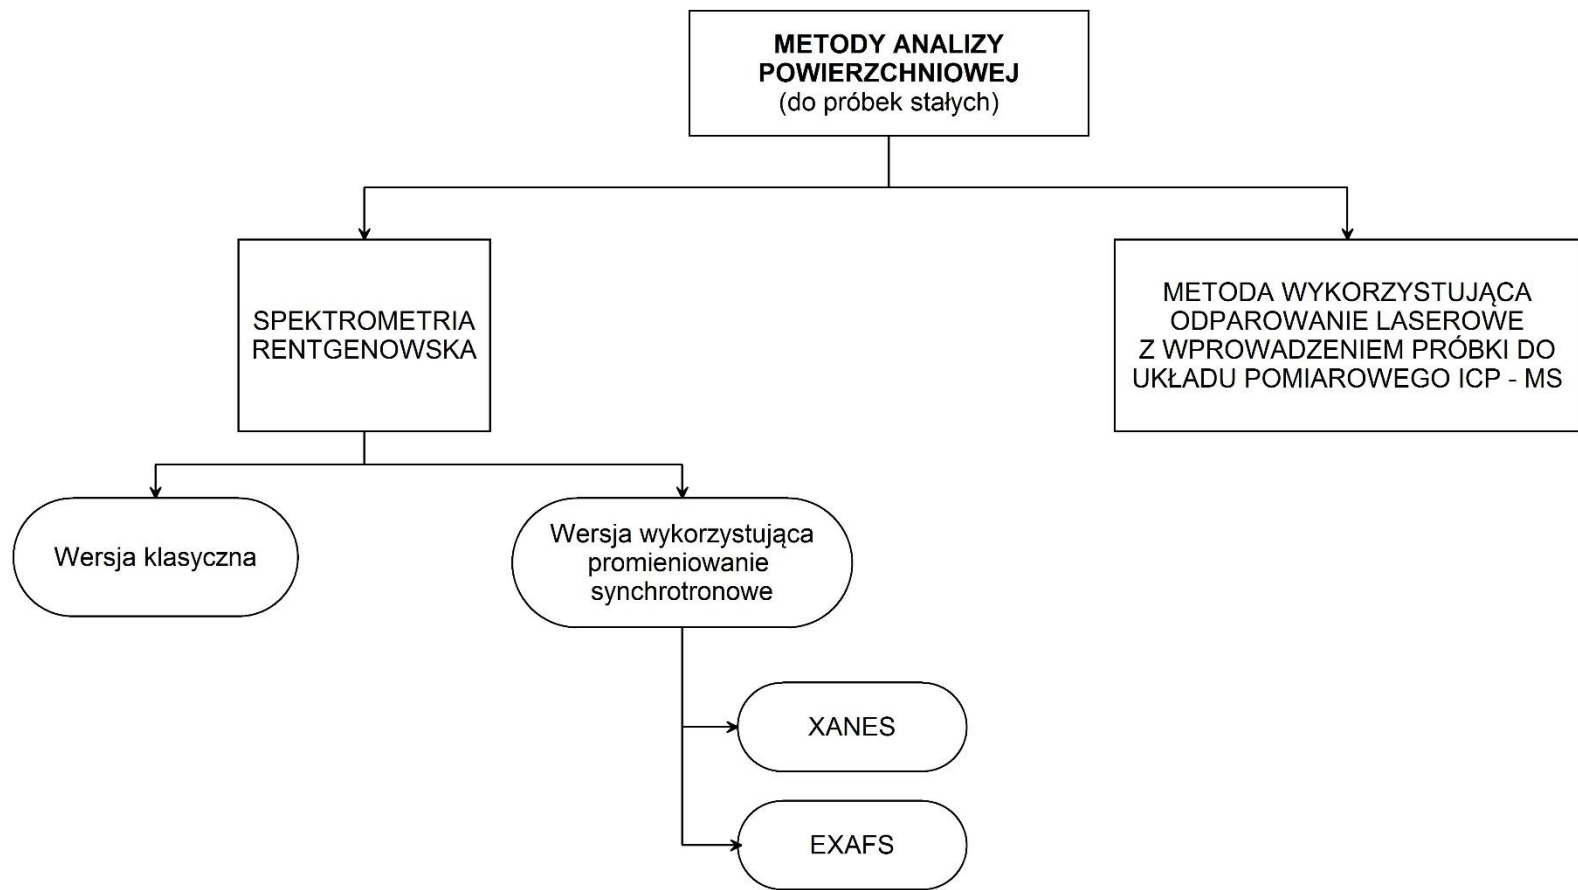 METODY ANALIZY
POWIERZCHNIOWEJ
(do próbek stałych)
SPEKTROMETRIA
RENTGENOWSKA
METODA WYKORZYSTUJĄCA
ODPAROWANIE LASEROWE
Z WPROWADZENIEM PRÓBKI DO
UKŁADU POMIAROWEGO ICP - MS
Wersja klasyczna
Wersja wykorzystująca
promieniowanie
synchrotronowe
XANES
EXAFS